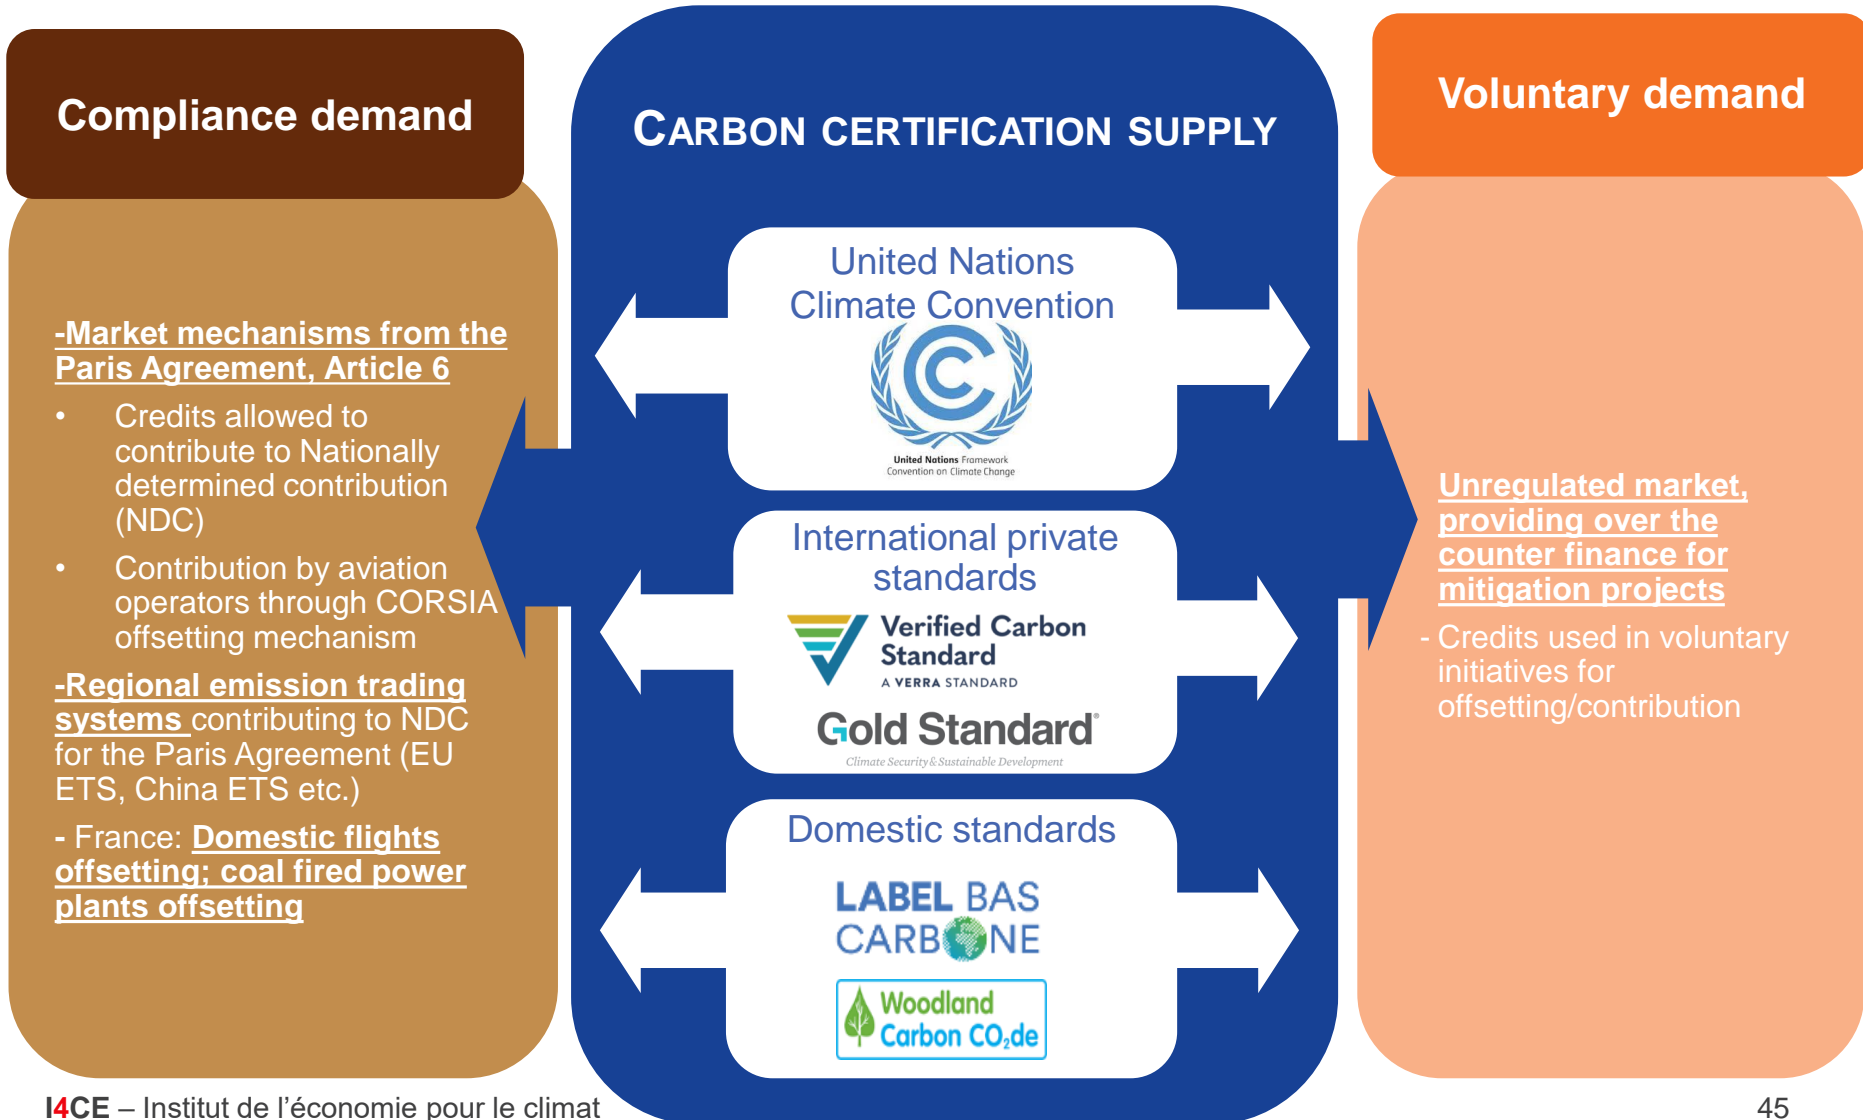 Compliance demand
-Market mechanisms from the
Paris Agreement, Article 6
• Credits allowed to
contribute to Nationally
determined contribution
(NDC)
• Contribution by aviation
operators through CORSIA
offsetting mechanism
-Regional emission trading
systems contributing to NDC
for the Paris Agreement (EU
ETS, China ETS etc.)
- France: Domestic flights
offsetting; coal fired power
plants offsetting
CARBON CERTIFICATION SUPPLY
United Nations
Climate Convention
United Nations Framework
Convention on Climate Change
International private
standards
Verified Carbon
Standard
A VERRA STANDARD
Gold Standard®
Climate Security & Sustainable Development
Domestic standards
LABEL BAS
CARBONE
Woodland
Carbon CO₂de
Voluntary demand
Unregulated market,
providing over the
counter finance for
mitigation projects
- Credits used in voluntary
initiatives for
offsetting/contribution
I4CE – Institut de l'économie pour le climat
45